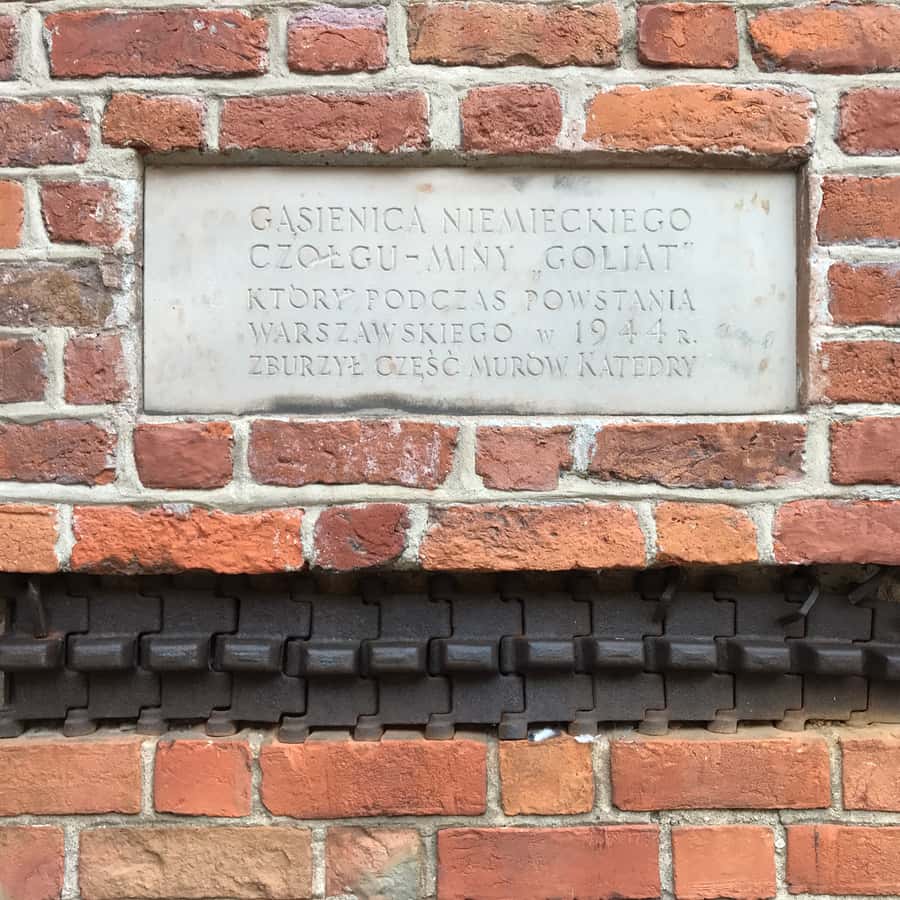 GĄSIENICA NIEMIECKIEGO
CZOŁGU-MINY „GOLIAT”
KTÓRY PODCZAS POWSTANIA
WARSZAWSKIEGO w 1944 R.
ZBURZYŁ CZĘŚĆ MURÓW KATEDRY